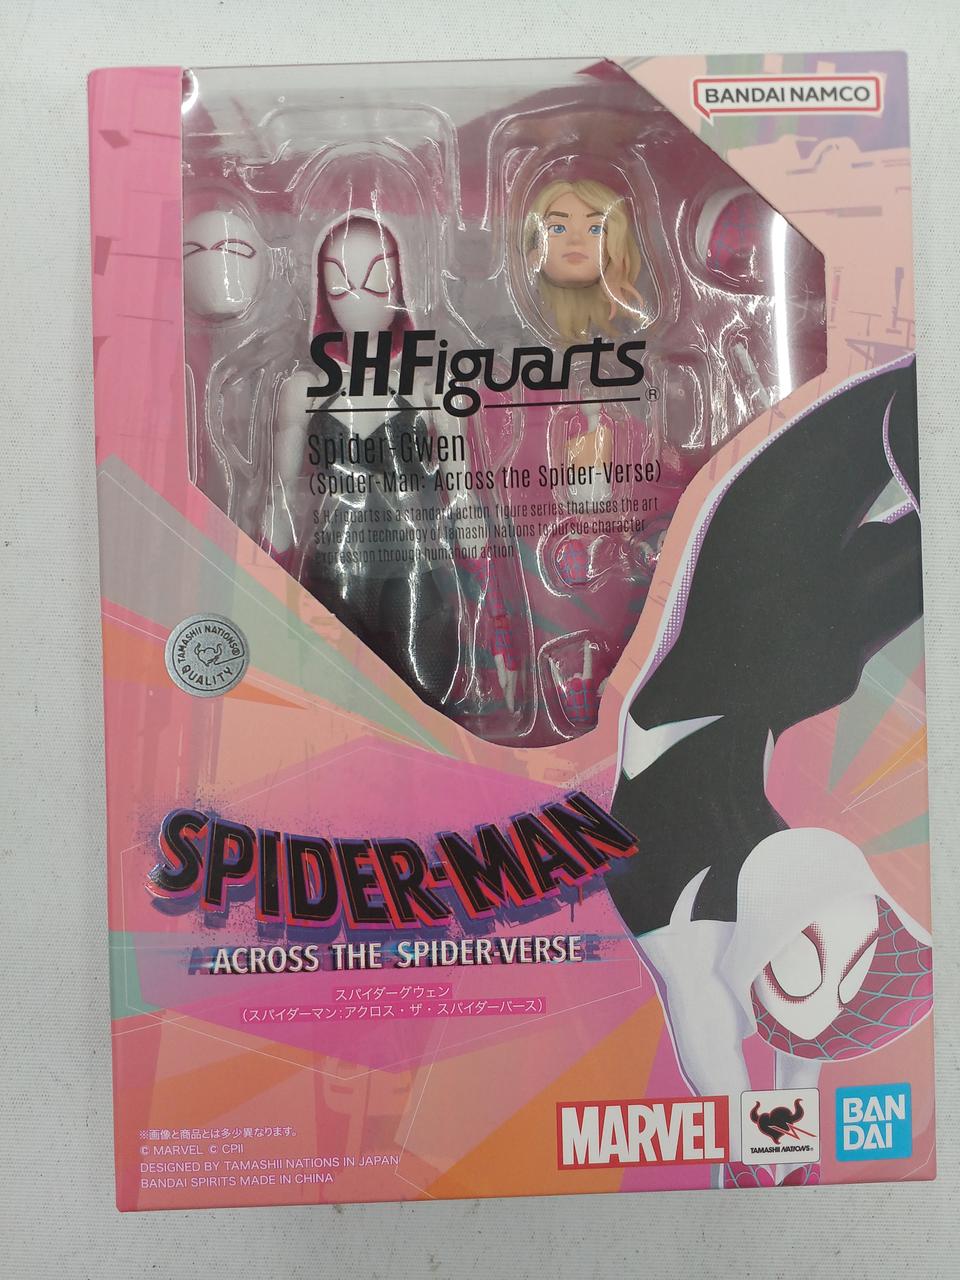 BANDAI NAMCO
S.H.Figuarts
®
Spider-Gwen
(Spider-Man: Across the Spider-Verse)
S.H.Figuarts is a standard action figure series that uses the art
style and technology of Tamashii Nations to pursue character
expression through humanoid action.
TAMASHII NATIONS®
QUALITY
SPIDER-MAN
ACROSS THE SPIDER-VERSE
スパイダーグウェン
(スパイダーマン:アクロス・ザ・スパイダーバース)
※画像と商品とは多少異なります。
© MARVEL © CPII
DESIGNED BY TAMASHII NATIONS IN JAPAN
BANDAI SPIRITS MADE IN CHINA
MARVEL
TAMASHII NATIONS®
BAN
DAI